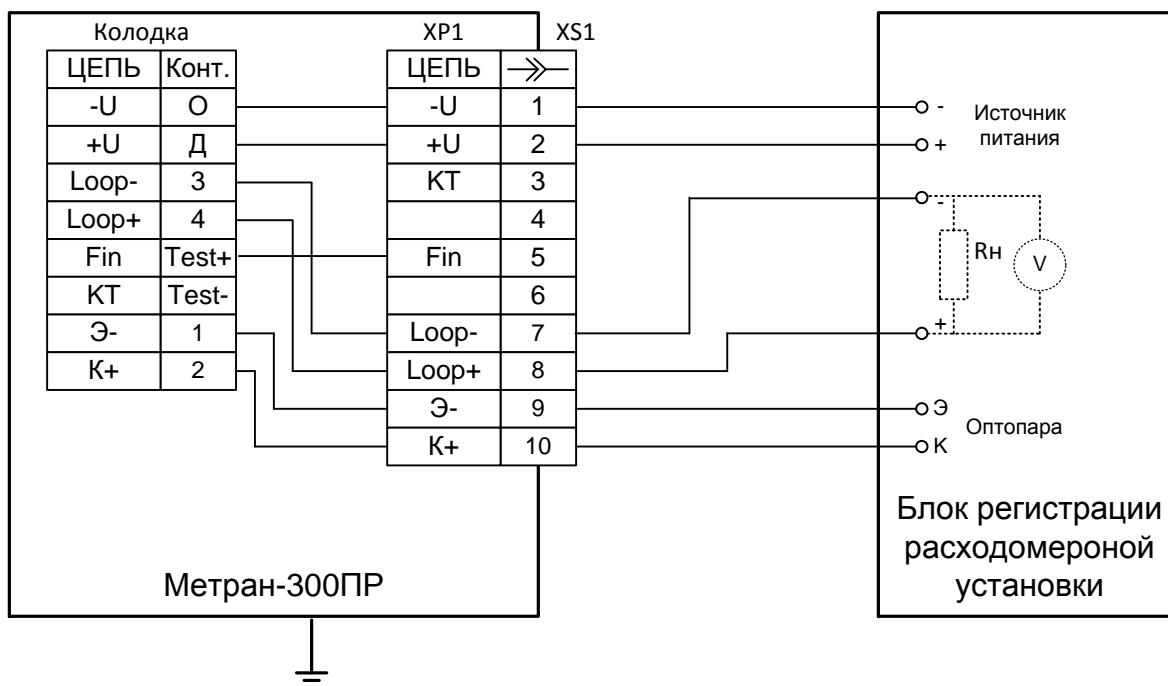 Колодка XP1 XS1
ЦЕПЬ Конт. ЦЕПЬ
-U О -U 1 -
+U Д +U 2 +
Источник
питания
Loop- 3 КТ 3 -
Loop+ 4 4
Fin Test+ Fin 5
Rн V
КТ Test- 6
Э- 1 Loop- 7 +
К+ 2 Loop+ 8
Э- 9 Э
К+ 10 К
Оптопара
Метран-300ПР
Блок регистрации
расходомероной
установки